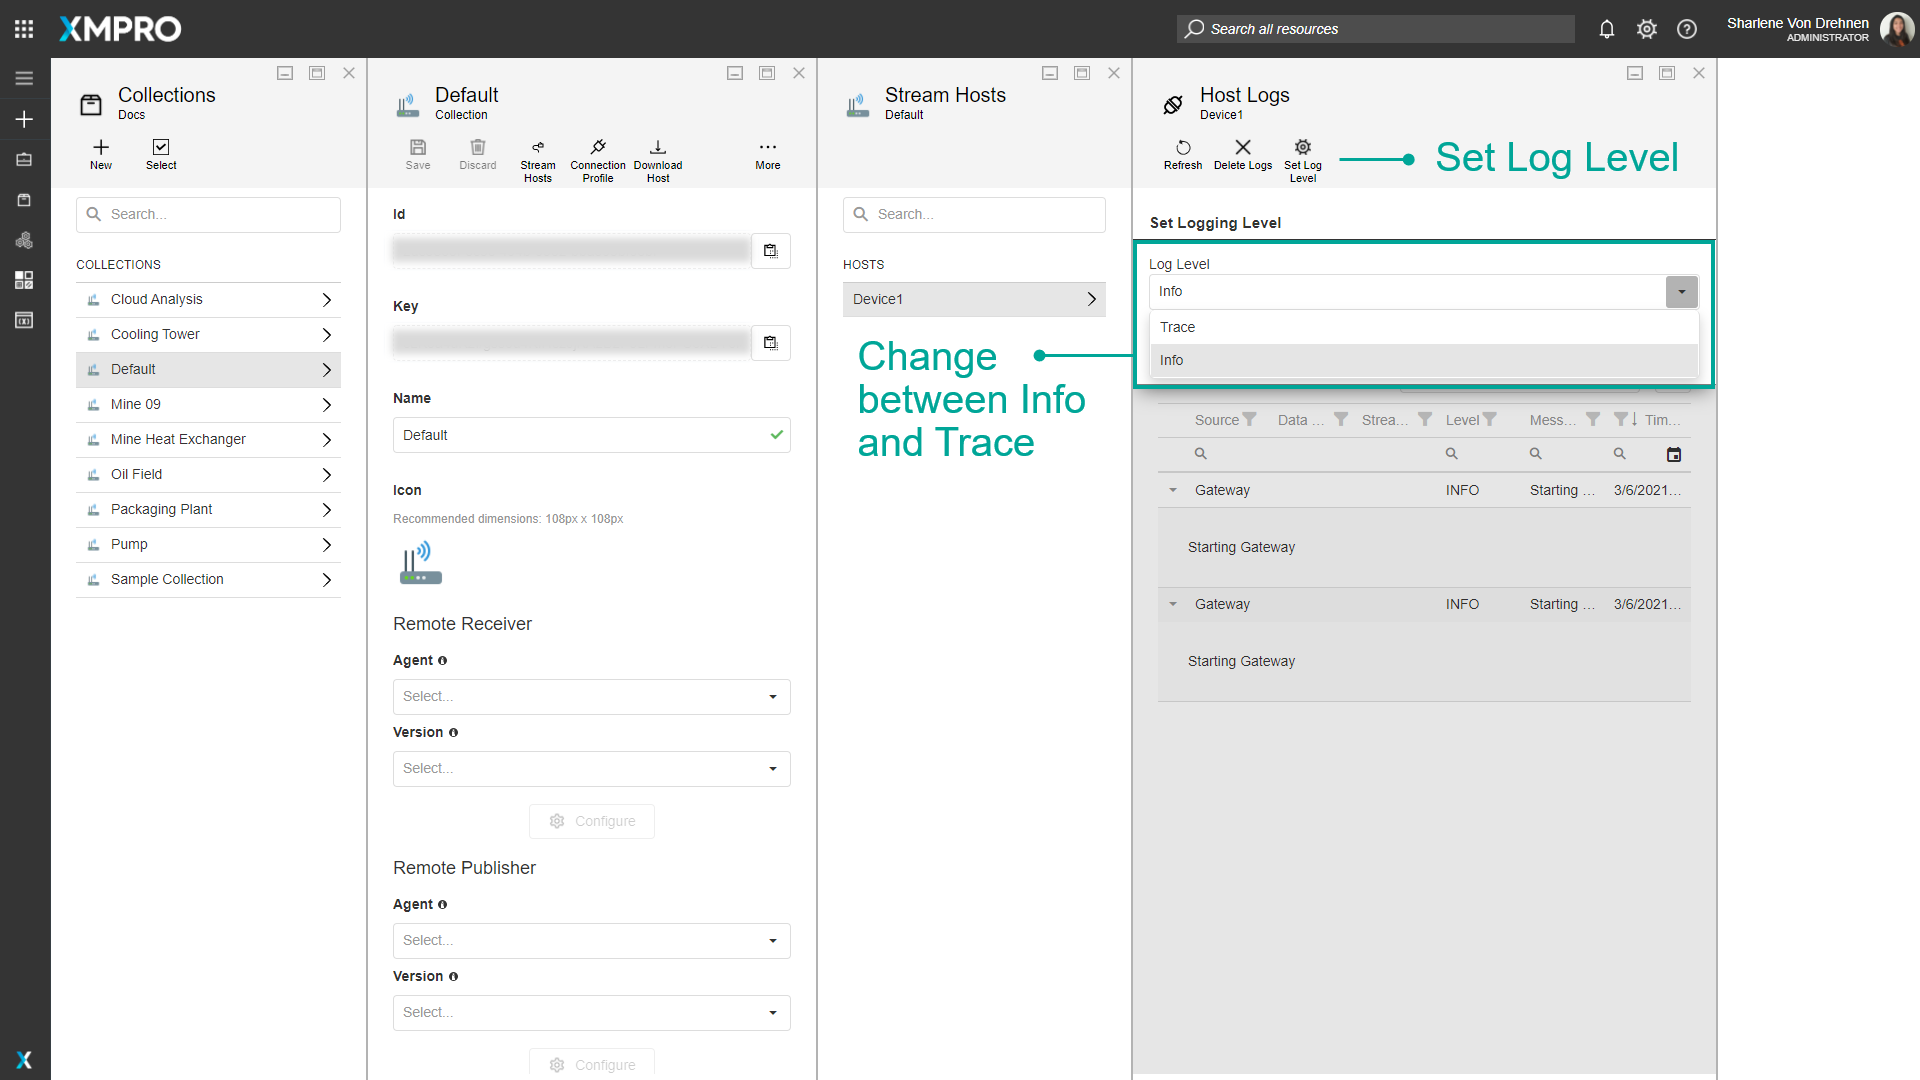 XMPRO
Search all resources
Sharlene Von Drehnen
ADMINISTRATOR
Collections
Docs
New
Select
Search...
COLLECTIONS
Cloud Analysis
Cooling Tower
Default
Mine 09
Mine Heat Exchanger
Oil Field
Packaging Plant
Pump
Sample Collection
Default
Collection
Save
Discard
Stream
Hosts
Connection
Profile
Download
Host
More
Id
Key
Name
Default
Icon
Recommended dimensions: 108px x 108px
Remote Receiver
Agent
Select...
Version
Select...
Configure
Remote Publisher
Agent
Select...
Version
Select...
Configure
Stream Hosts
Default
Search...
HOSTS
Device1
Change
between Info
and Trace
Host Logs
Device1
Refresh
Delete Logs
Set Log
Level
Set Log Level
Set Logging Level
Log Level
Info
Trace
Info
Source Data ... Strea... Level Mess... Tim...
Gateway INFO Starting ... 3/6/2021...
Starting Gateway
Gateway INFO Starting ... 3/6/2021...
Starting Gateway